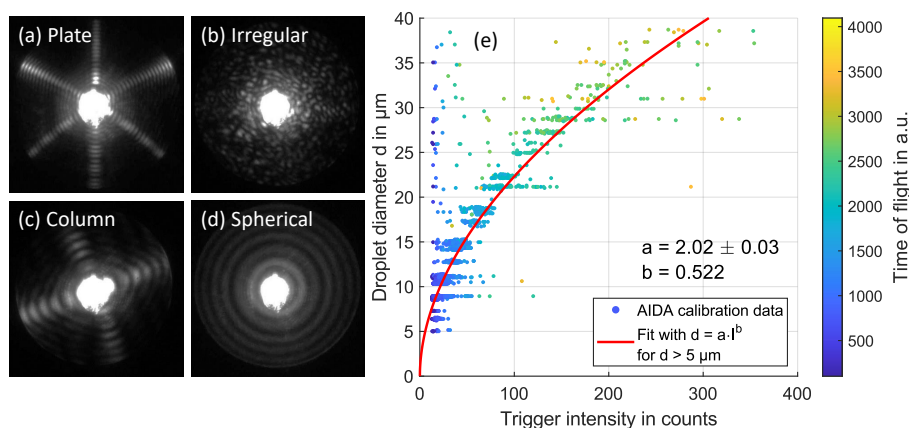 (a) Plate
(b) Irregular
(c) Column
(d) Spherical
(e)
Droplet diameter d in µm
40
35
30
25
20
15
10
5
0
0
100
200
300
400
Trigger intensity in counts
a = 2.02 ± 0.03
b = 0.522
AIDA calibration data
Fit with d = a·I^b
for d > 5 µm
4000
3500
3000
2500
2000
1500
1000
500
Time of flight in a.u.